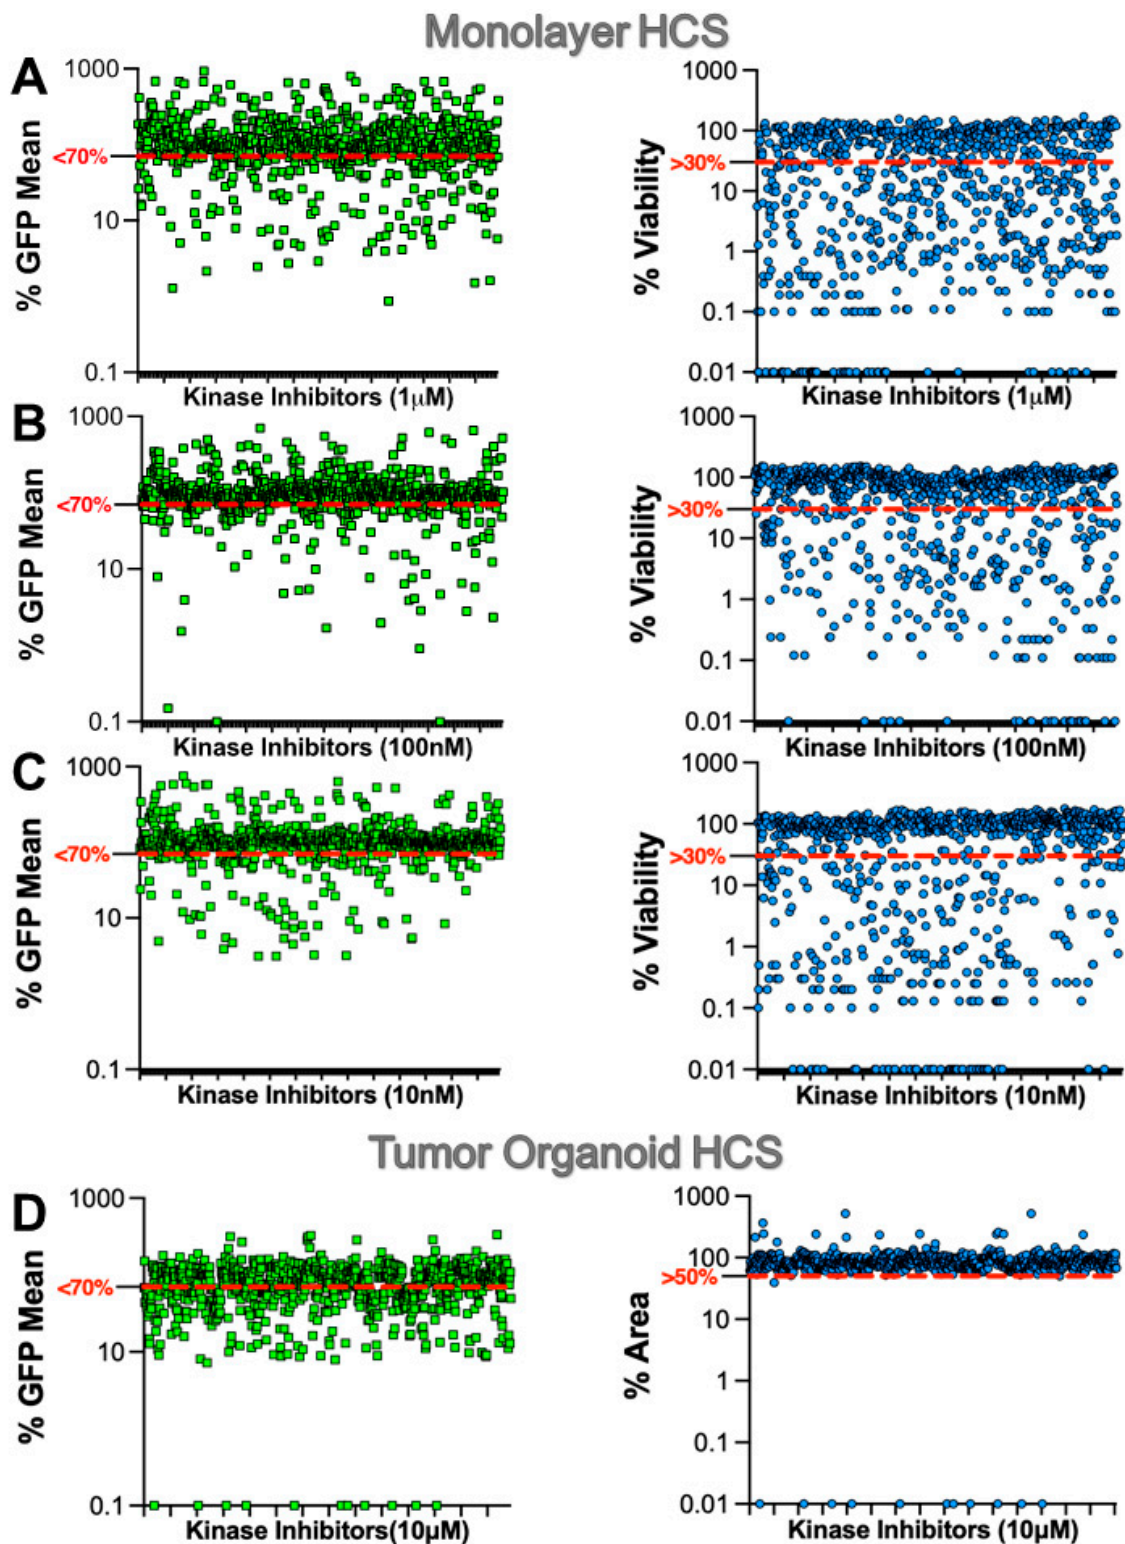 Monolayer HCS
A
% GFP Mean
1000
<70%
10
0.1
Kinase Inhibitors (1μM)
% Viability
1000
100
>30%
10
1
0.1
0.01
Kinase Inhibitors (1μM)
B
% GFP Mean
1000
<70%
10
0.1
Kinase Inhibitors (100nM)
% Viability
1000
100
>30%
10
1
0.1
0.01
Kinase Inhibitors (100nM)
C
% GFP Mean
1000
<70%
10
0.1
Kinase Inhibitors (10nM)
% Viability
1000
100
>30%
10
1
0.1
0.01
Kinase Inhibitors (10nM)
Tumor Organoid HCS
D
% GFP Mean
1000
<70%
10
0.1
Kinase Inhibitors(10μM)
% Area
1000
100
>50%
10
1
0.1
0.01
Kinase Inhibitors (10μM)